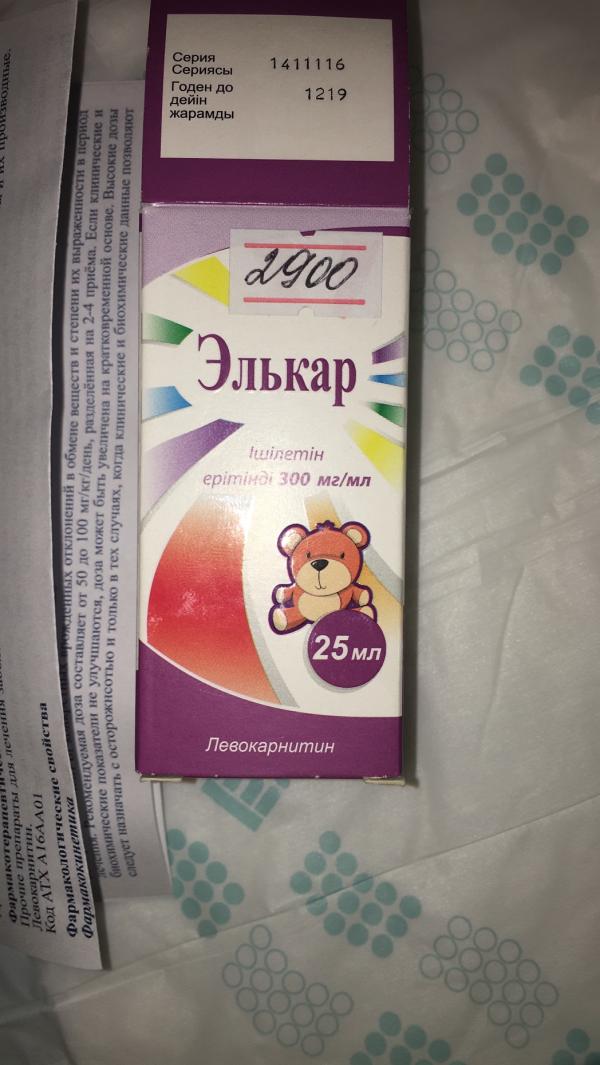 Серия
Сериясы
1411116
Годен до
дейін
жарамды
1219
2900
Элькар
Ішілетін
ерітінді 300 мг/мл
25 мл
Левокарнитин
и их производные.
отклонений в обмене веществ и степени их выраженности в период
лечения. Рекомендуемая доза составляет от 50 до 100 мг/кг/день, разделённая на 2-4 приёма. Если клинические и
биохимические показатели не улучшаются, доза может быть увеличена на кратковременной основе. Высокие дозы
следует назначать с осторожностью и только в тех случаях, когда клинические и биохимические данные позволяют
Прочие препараты для лечения
Левокарнитин.
Код АТХ А16АА01
Фармакологические свойства
Фармакокинетика